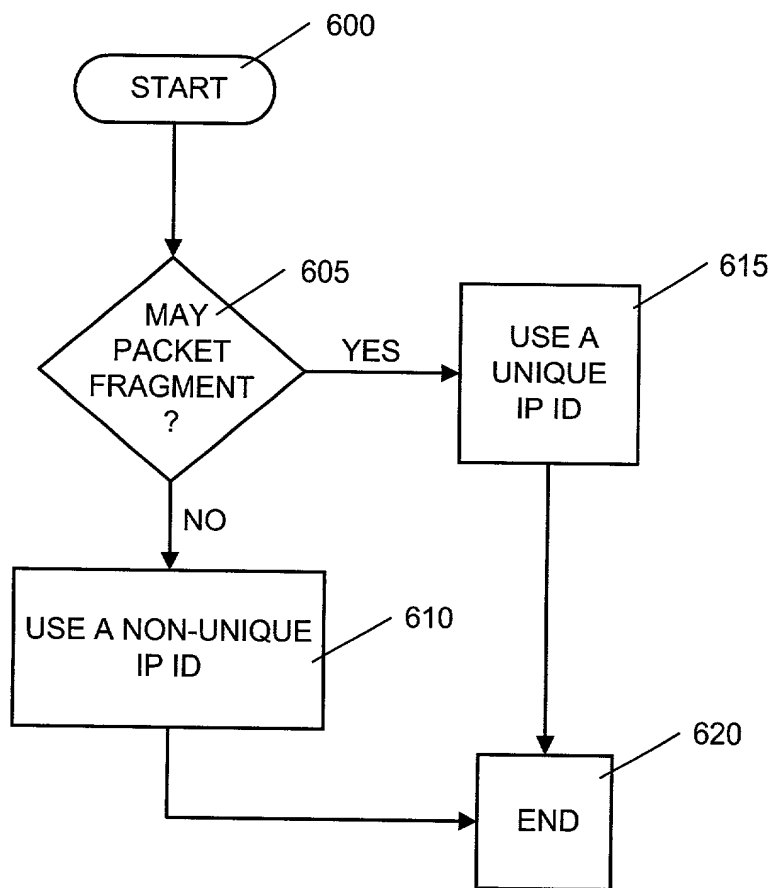 600
START
605
MAY
PACKET
FRAGMENT
?
YES
615
USE A
UNIQUE
IP ID
NO
USE A NON-UNIQUE
IP ID
610
620
END